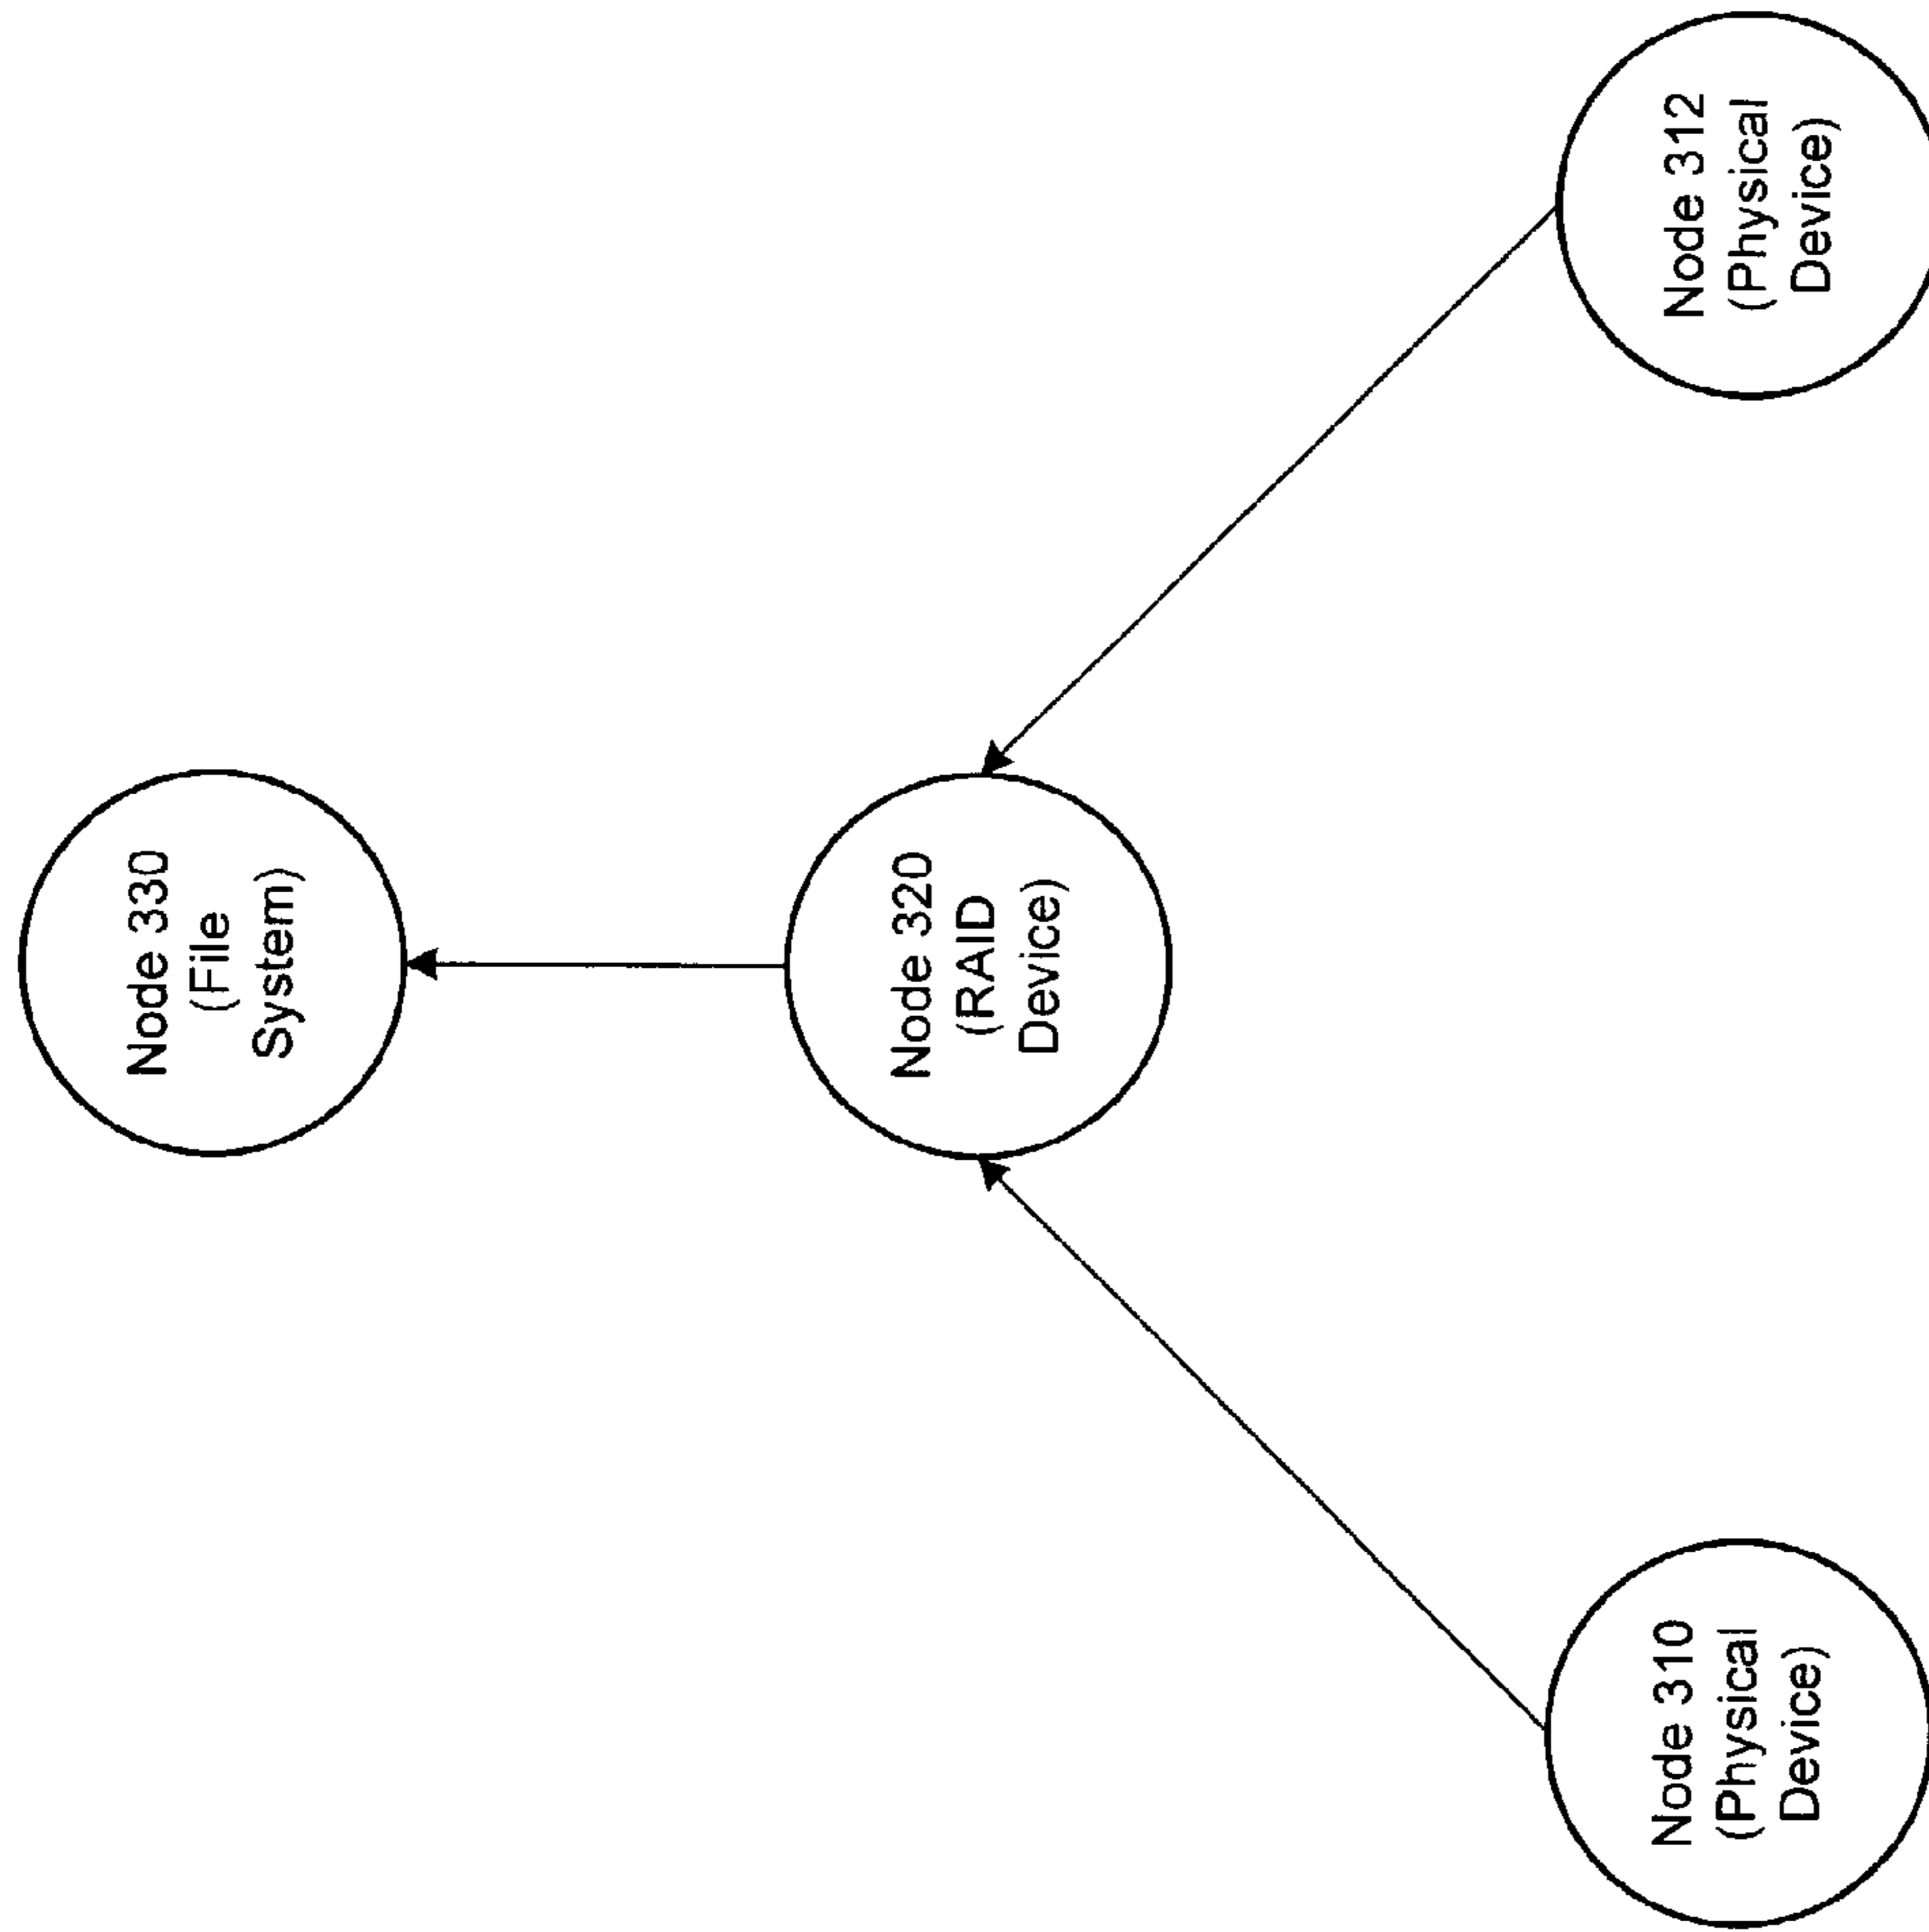 Node 330
(File
System)
Node 320
(RAID
Device)
Node 310
(Physical
Device)
Node 312
(Physical
Device)